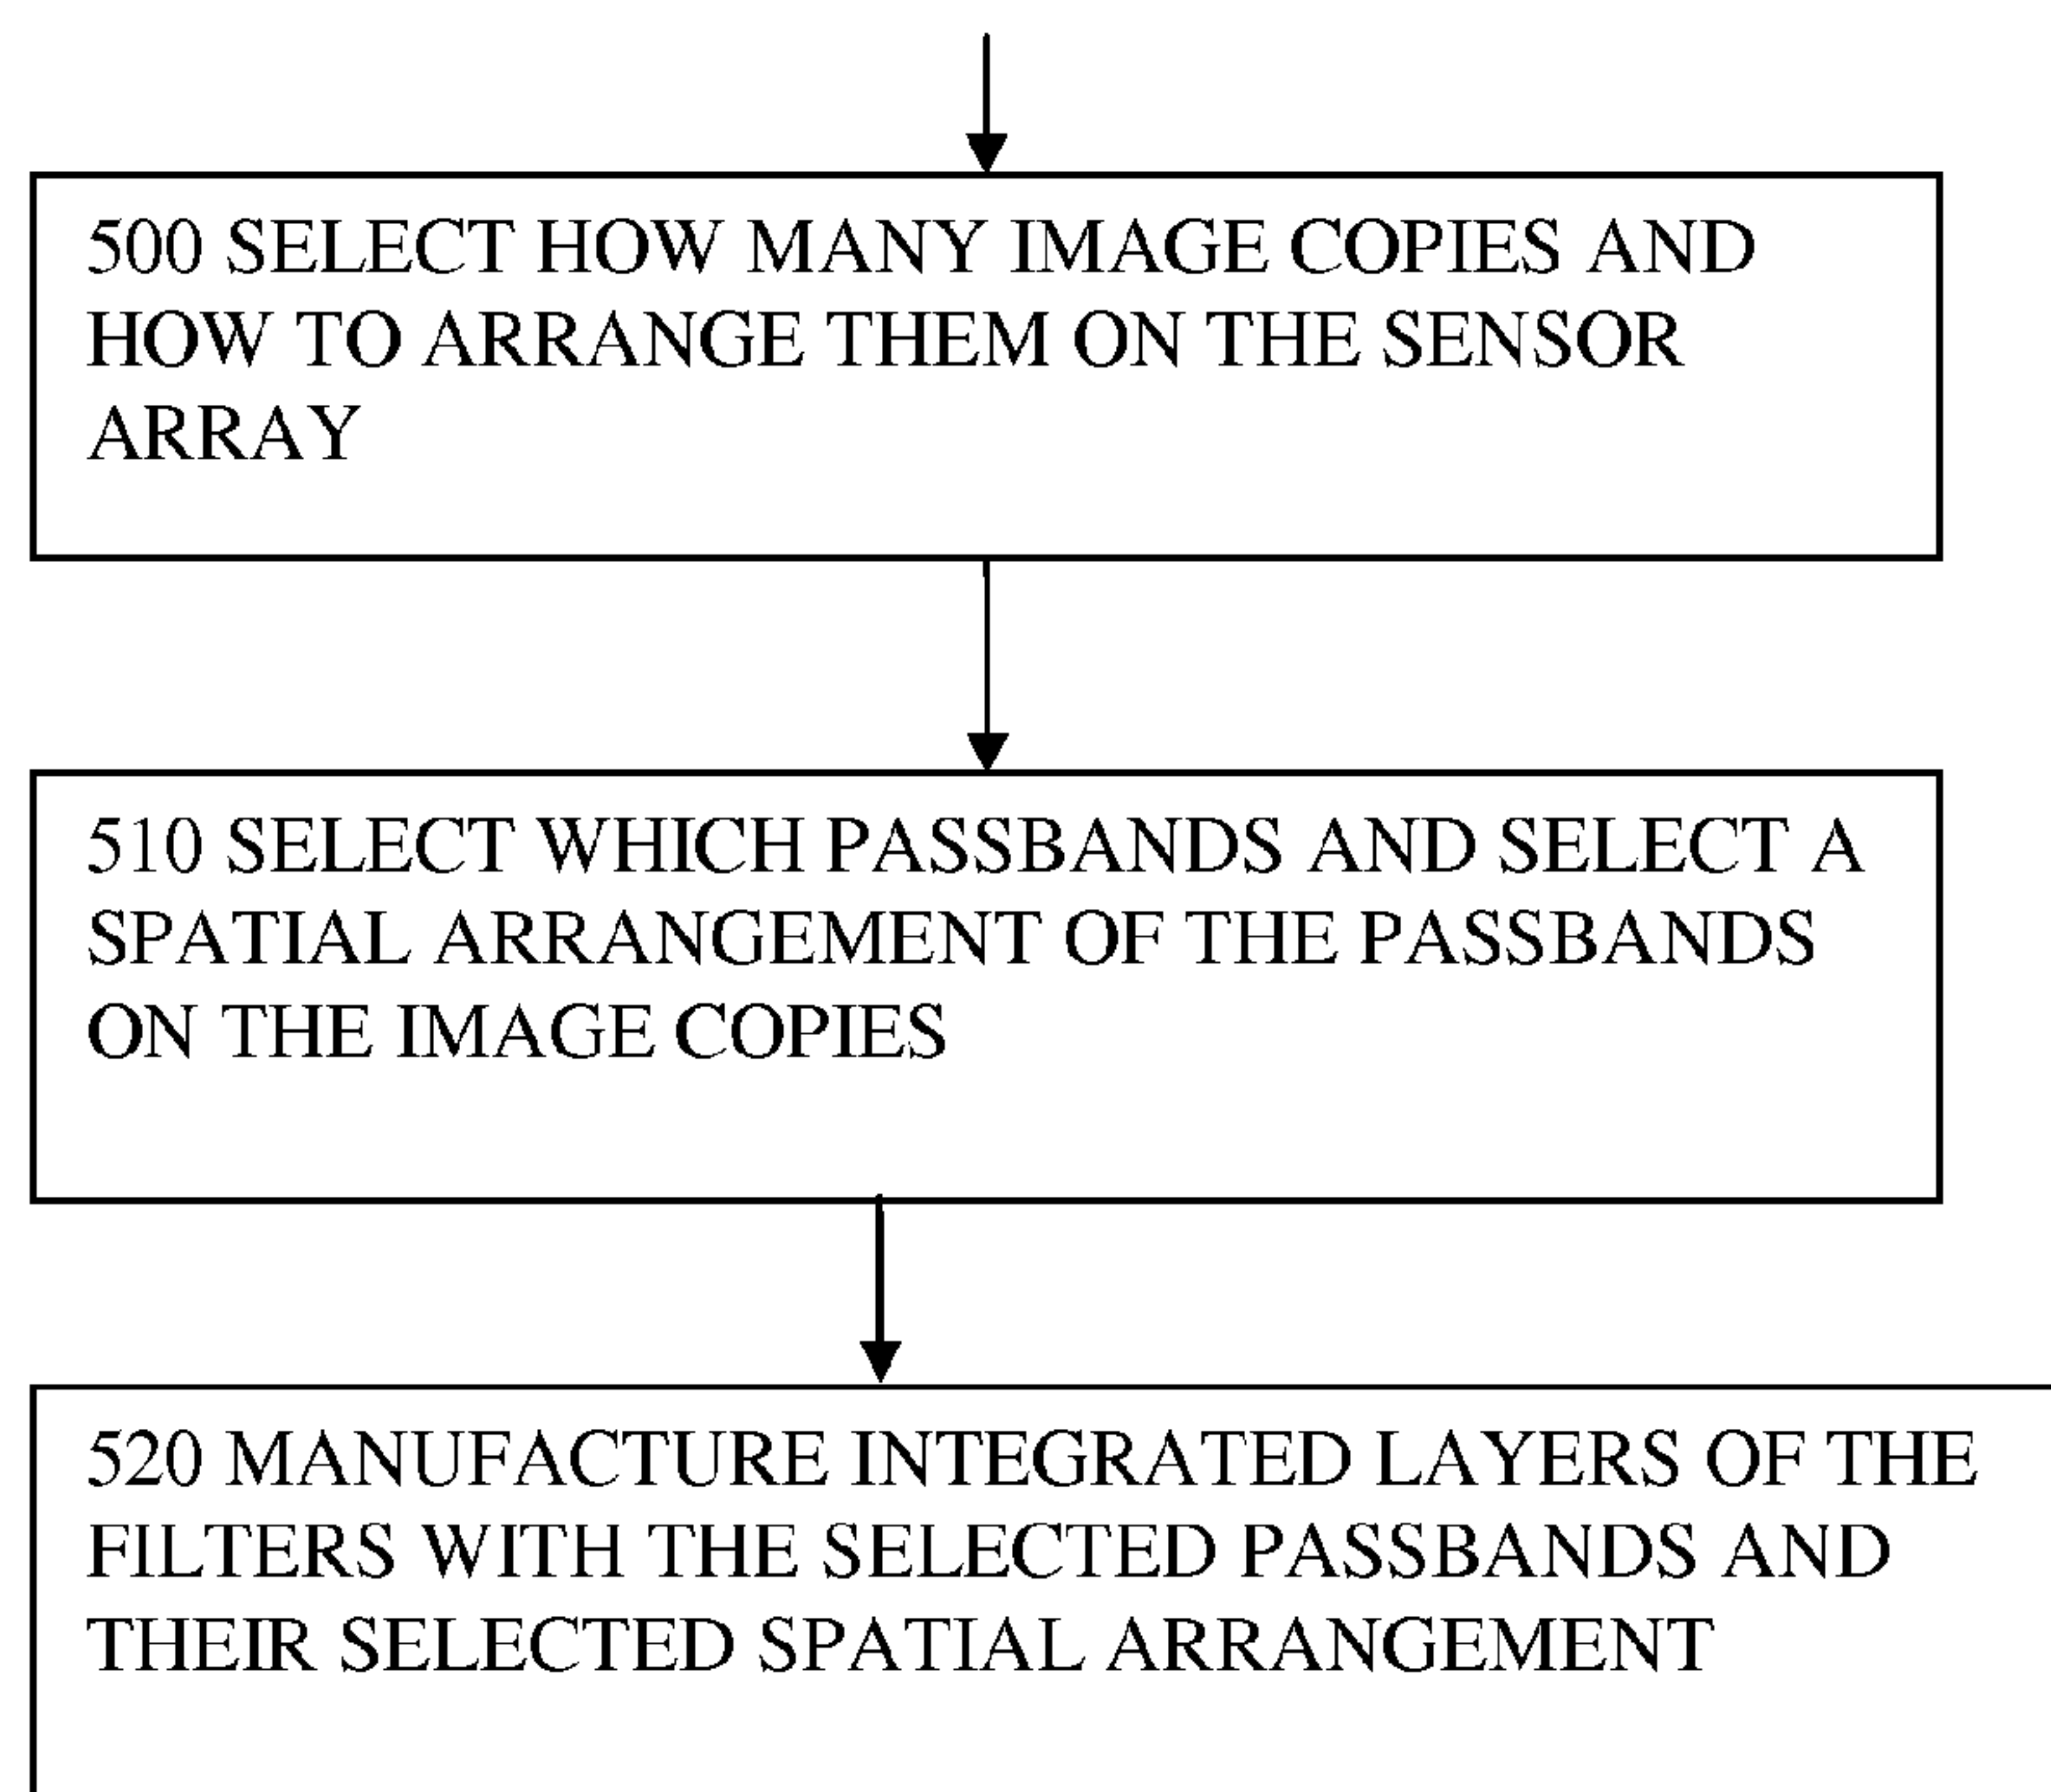 500 SELECT HOW MANY IMAGE COPIES AND
HOW TO ARRANGE THEM ON THE SENSOR
ARRAY
510 SELECT WHICH PASSBANDS AND SELECT A
SPATIAL ARRANGEMENT OF THE PASSBANDS
ON THE IMAGE COPIES
520 MANUFACTURE INTEGRATED LAYERS OF THE
FILTERS WITH THE SELECTED PASSBANDS AND
THEIR SELECTED SPATIAL ARRANGEMENT